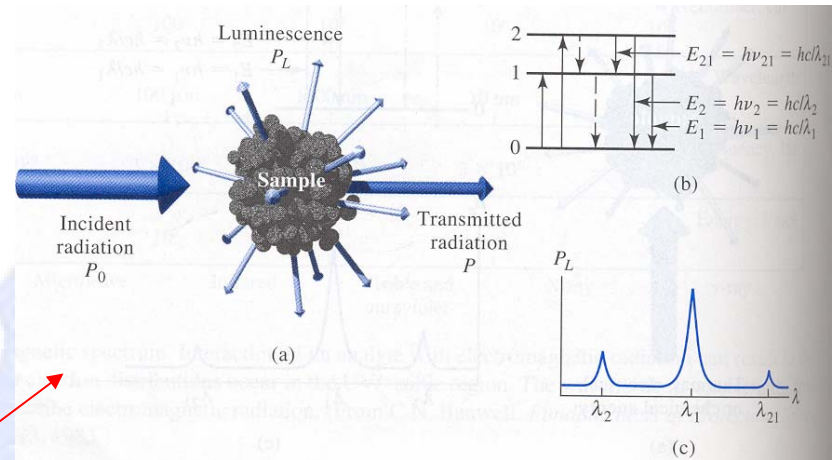 Luminescence
P_L
Sample
Incident
radiation
P_0
Transmitted
radiation
P
(a)
2
1
0
E_21 = hν_21 = hc/λ_21
E_2 = hν_2 = hc/λ_2
E_1 = hν_1 = hc/λ_1
(b)
P_L
λ_2
λ_1
λ_21
λ
(c)